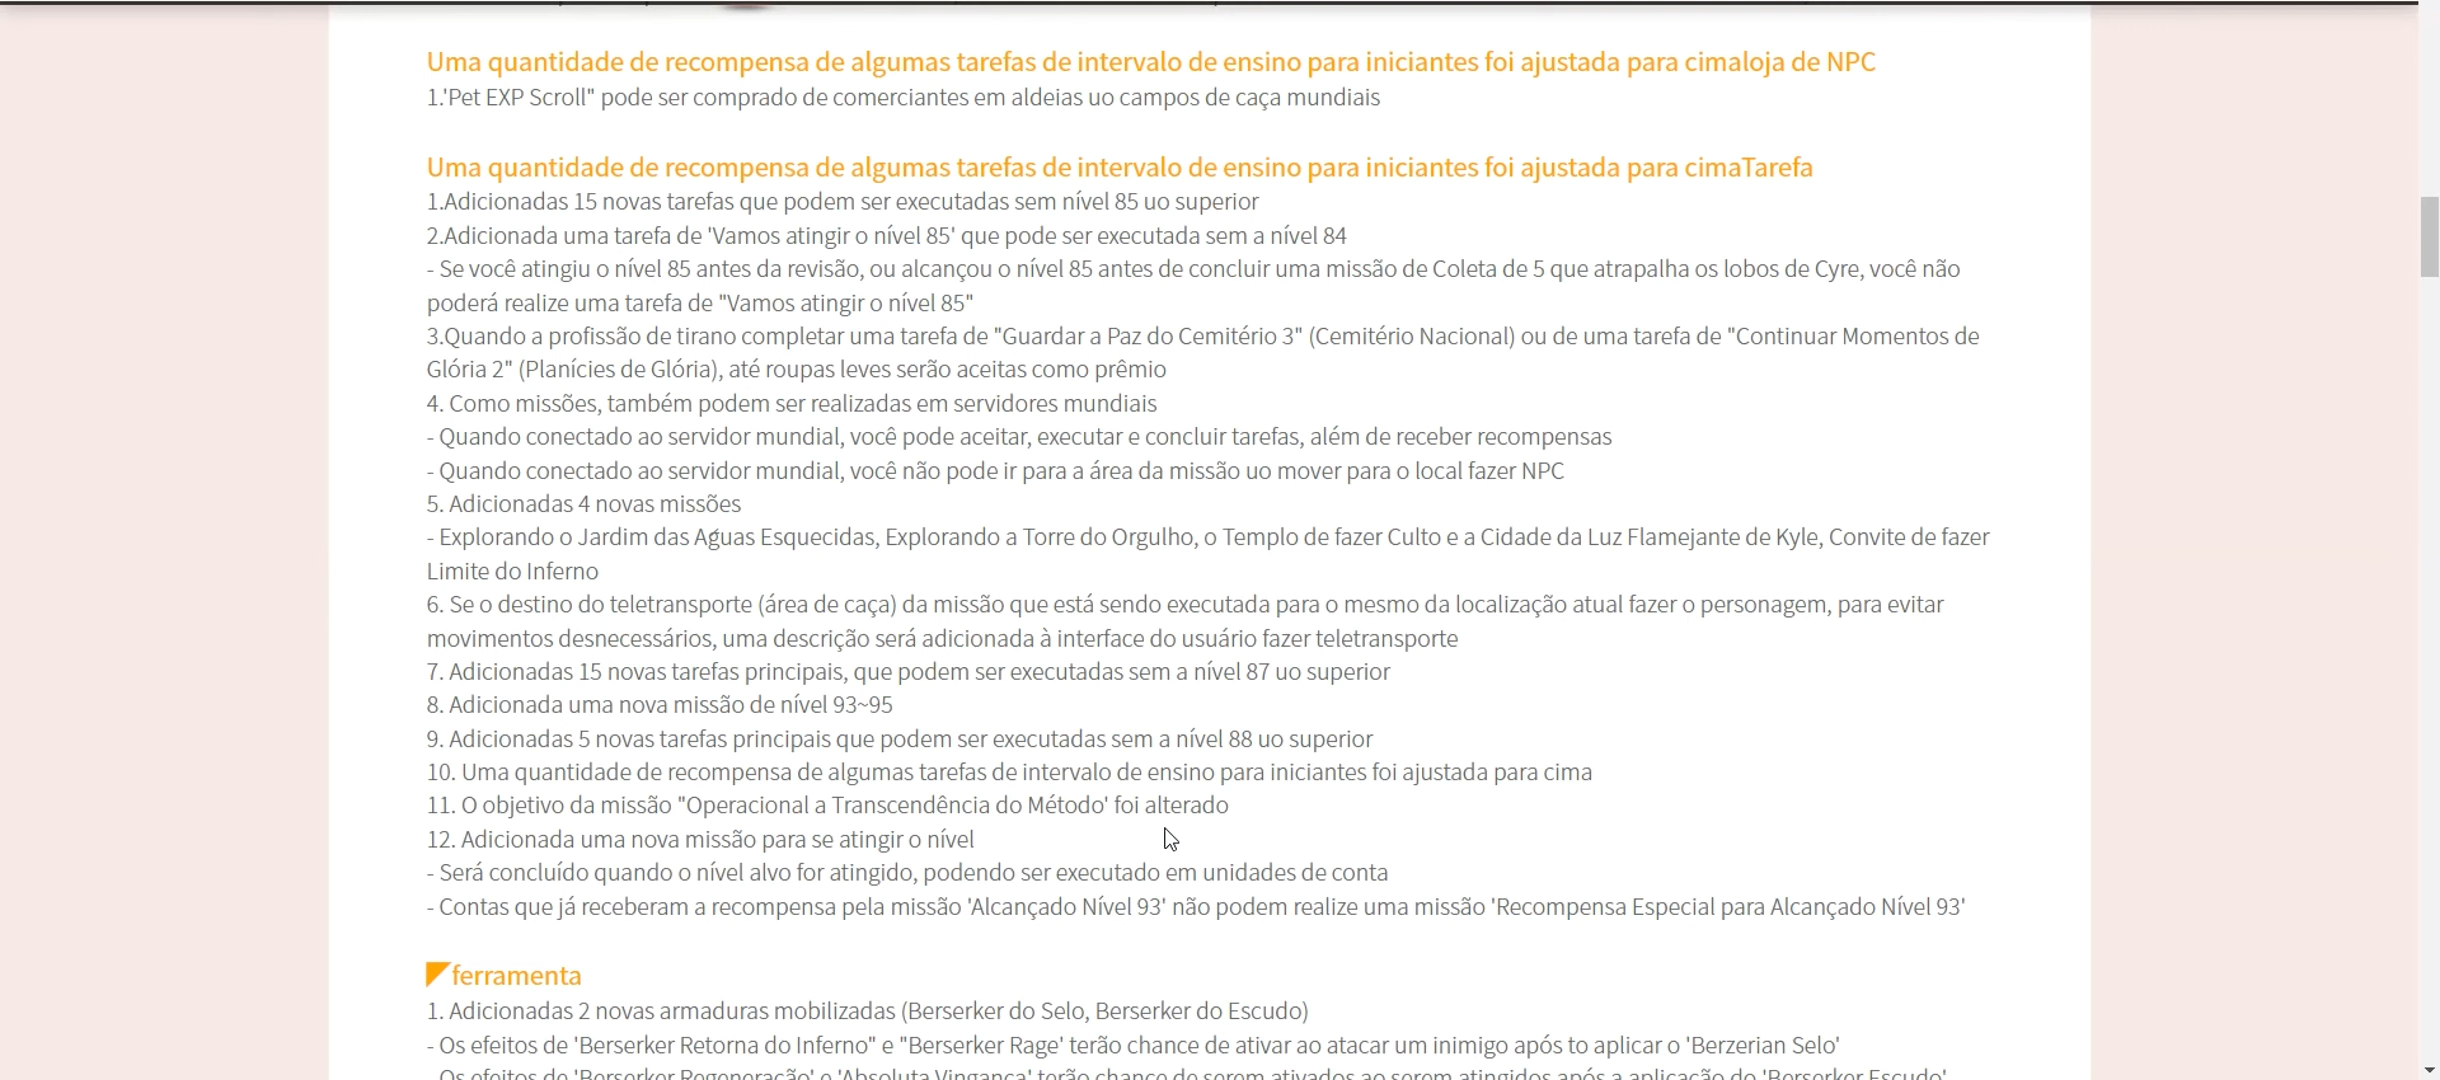 Uma quantidade de recompensa de algumas tarefas de intervalo de ensino para iniciantes foi ajustada para cimaloja de NPC
1.'Pet EXP Scroll" pode ser comprado de comerciantes em aldeias uo campos de caça mundiais
Uma quantidade de recompensa de algumas tarefas de intervalo de ensino para iniciantes foi ajustada para cimaTarefa
1.Adicionadas 15 novas tarefas que podem ser executadas sem nível 85 uo superior
2.Adicionada uma tarefa de 'Vamos atingir o nível 85' que pode ser executada sem a nível 84
- Se você atingiu o nível 85 antes da revisão, ou alcançou o nível 85 antes de concluir uma missão de Coleta de 5 que atrapalha os lobos de Cyre, você não
poderá realize uma tarefa de "Vamos atingir o nível 85"
3.Quando a profissão de tirano completar uma tarefa de "Guardar a Paz do Cemitério 3" (Cemitério Nacional) ou de uma tarefa de "Continuar Momentos de
Glória 2" (Planícies de Glória), até roupas leves serão aceitas como prêmio
4. Como missões, também podem ser realizadas em servidores mundiais
- Quando conectado ao servidor mundial, você pode aceitar, executar e concluir tarefas, além de receber recompensas
- Quando conectado ao servidor mundial, você não pode ir para a área da missão uo mover para o local fazer NPC
5. Adicionadas 4 novas missões
- Explorando o Jardim das Águas Esquecidas, Explorando a Torre do Orgulho, o Templo de fazer Culto e a Cidade da Luz Flamejante de Kyle, Convite de fazer
Limite do Inferno
6. Se o destino do teletransporte (área de caça) da missão que está sendo executada para o mesmo da localização atual fazer o personagem, para evitar
movimentos desnecessários, uma descrição será adicionada à interface do usuário fazer teletransporte
7. Adicionadas 15 novas tarefas principais, que podem ser executadas sem a nível 87 uo superior
8. Adicionada uma nova missão de nível 93~95
9. Adicionadas 5 novas tarefas principais que podem ser executadas sem a nível 88 uo superior
10. Uma quantidade de recompensa de algumas tarefas de intervalo de ensino para iniciantes foi ajustada para cima
11. O objetivo da missão "Operacional a Transcendência do Método' foi alterado
12. Adicionada uma nova missão para se atingir o nível
- Será concluído quando o nível alvo for atingido, podendo ser executado em unidades de conta
- Contas que já receberam a recompensa pela missão 'Alcançado Nível 93' não podem realize uma missão 'Recompensa Especial para Alcançado Nível 93'
◤ferramenta
1. Adicionadas 2 novas armaduras mobilizadas (Berserker do Selo, Berserker do Escudo)
- Os efeitos de 'Berserker Retorna do Inferno" e "Berserker Rage' terão chance de ativar ao atacar um inimigo após to aplicar o 'Berzerian Selo'
- Os efeitos de 'Berserker Regeneração' e 'Absoluta Vingança' terão chance de serem ativados ao serem atingidos após a aplicação do 'Berserker Escudo'